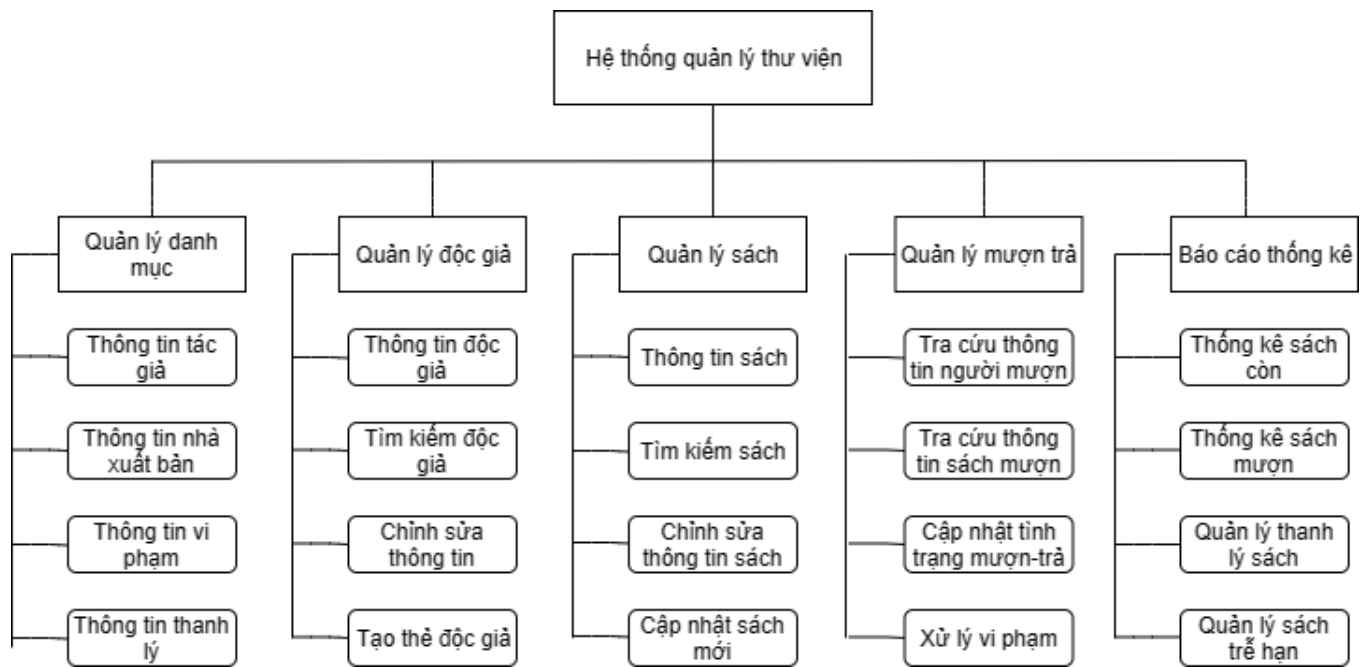 Hệ thống quản lý thư viện
Quản lý danh
mục
Quản lý độc giả
Quản lý sách
Quản lý mượn trả
Báo cáo thống kê
Thông tin tác
giả
Thông tin độc
giả
Thông tin sách
Tra cứu thông
tin người mượn
Thống kê sách
còn
Thông tin nhà
xuất bản
Tìm kiếm độc
giả
Tìm kiếm sách
Tra cứu thông
tin sách mượn
Thống kê sách
mượn
Thông tin vi
phạm
Chỉnh sửa
thông tin
Chỉnh sửa
thông tin sách
Cập nhật tình
trạng mượn-trả
Quản lý thanh
lý sách
Thông tin thanh
lý
Tạo thẻ độc giả
Cập nhật sách
mới
Xử lý vi phạm
Quản lý sách
trễ hạn